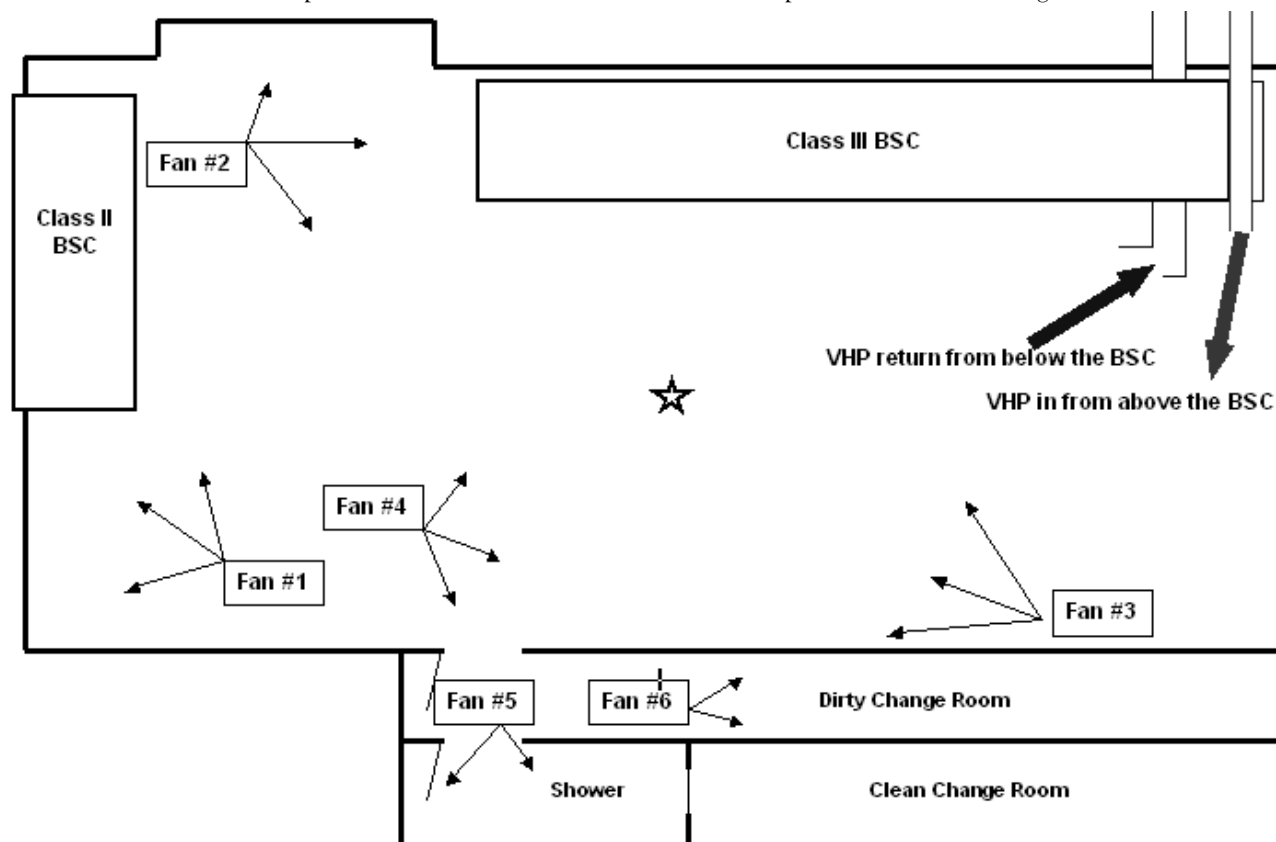 Class III BSC
Fan #2
Class II
BSC
VHP return from below the BSC
VHP in from above the BSC
Fan #4
Fan #1
Fan #3
Fan #5
Fan #6
Dirty Change Room
Shower
Clean Change Room